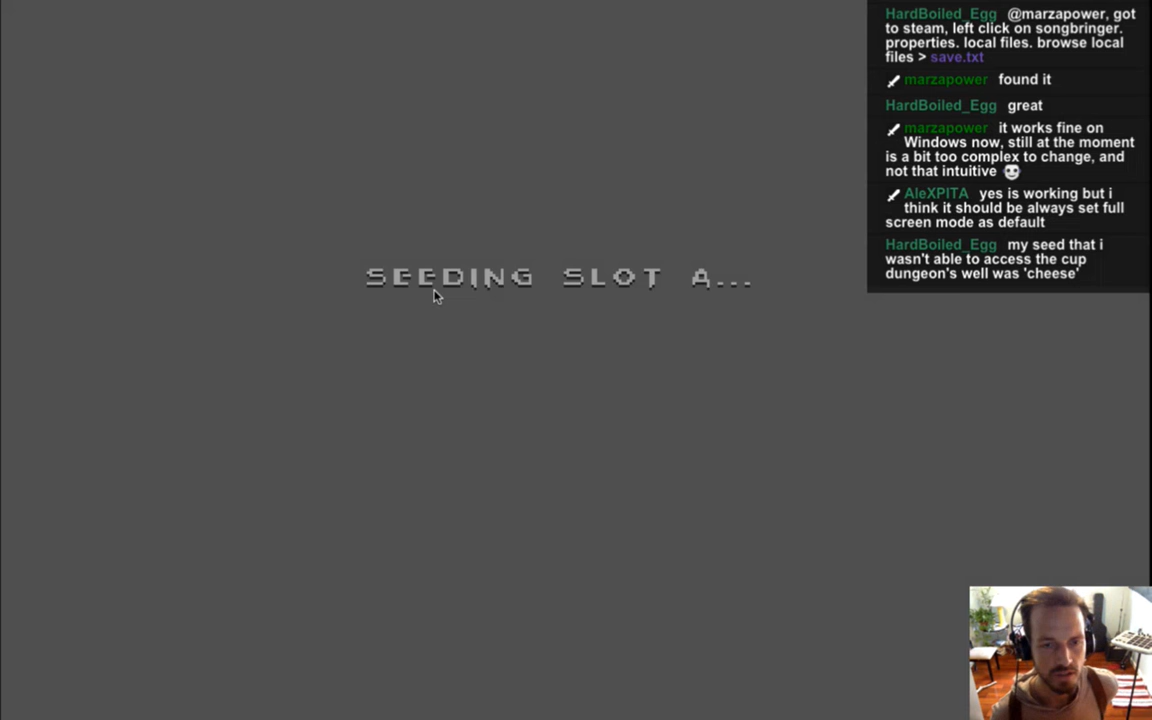 SEEDING SLOT A...
HardBoiled_Egg @marzapower, got
to steam, left click on songbringer.
properties. local files. browse local
files > save.txt
marzapower found it
HardBoiled_Egg great
marzapower it works fine on
Windows now, still at the moment
is a bit too complex to change, and
not that intuitive
AleXPITA yes is working but i
think it should be always set full
screen mode as default
HardBoiled_Egg my seed that i
wasn't able to access the cup
dungeon's well was 'cheese'